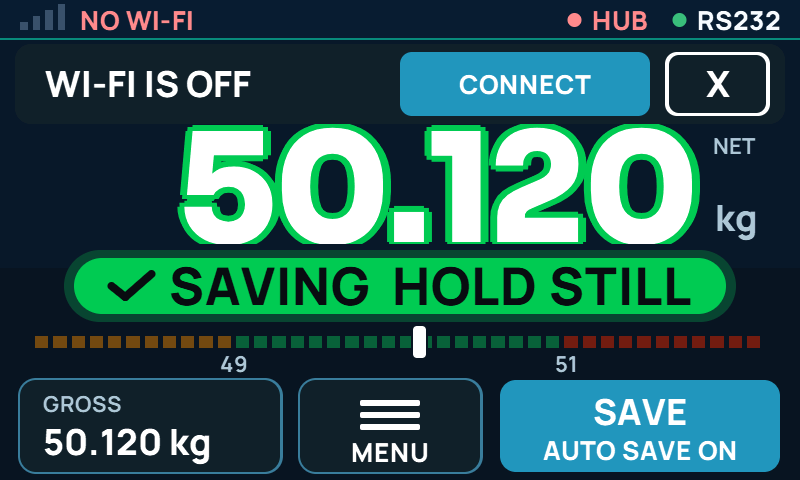 NO WI-FI
HUB
RS232
WI-FI IS OFF
CONNECT
X
50.120
NET
kg
SAVING HOLD STILL
49
51
GROSS
50.120 kg
MENU
SAVE
AUTO SAVE ON